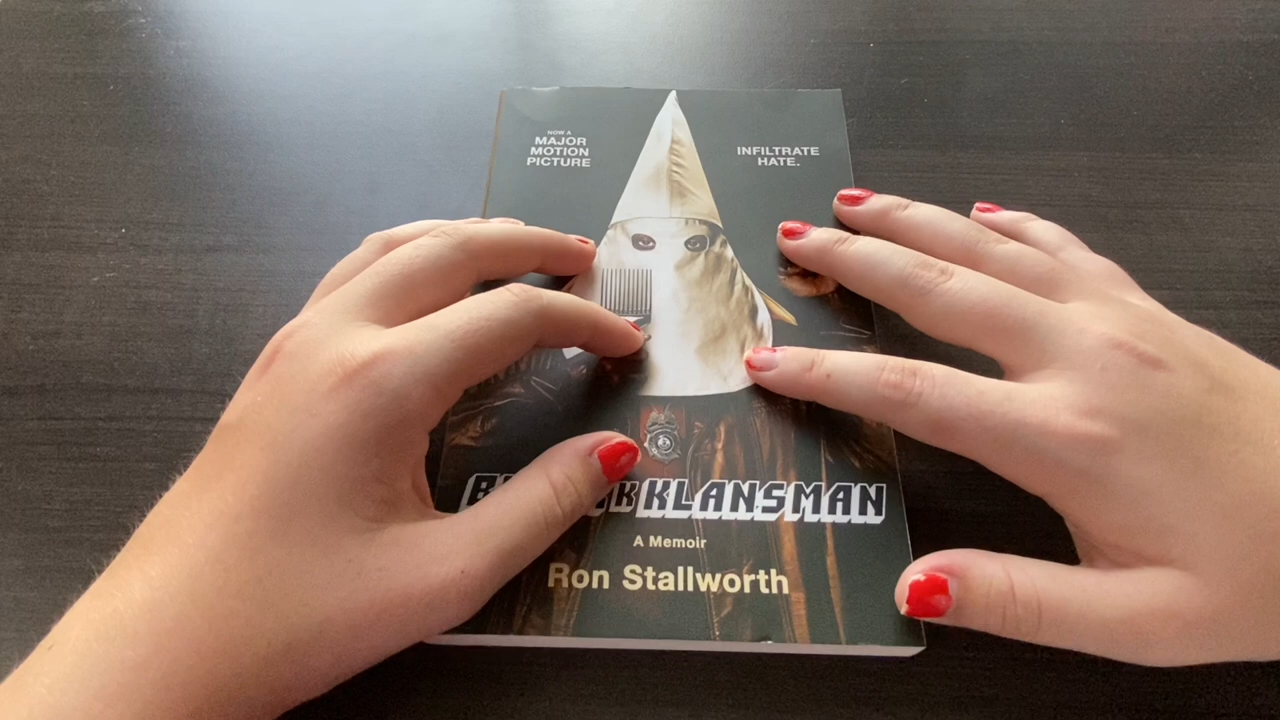 NOW A
MAJOR
MOTION
PICTURE
INFILTRATE
HATE.
KLANSMAN
A Memoir
Ron Stallworth